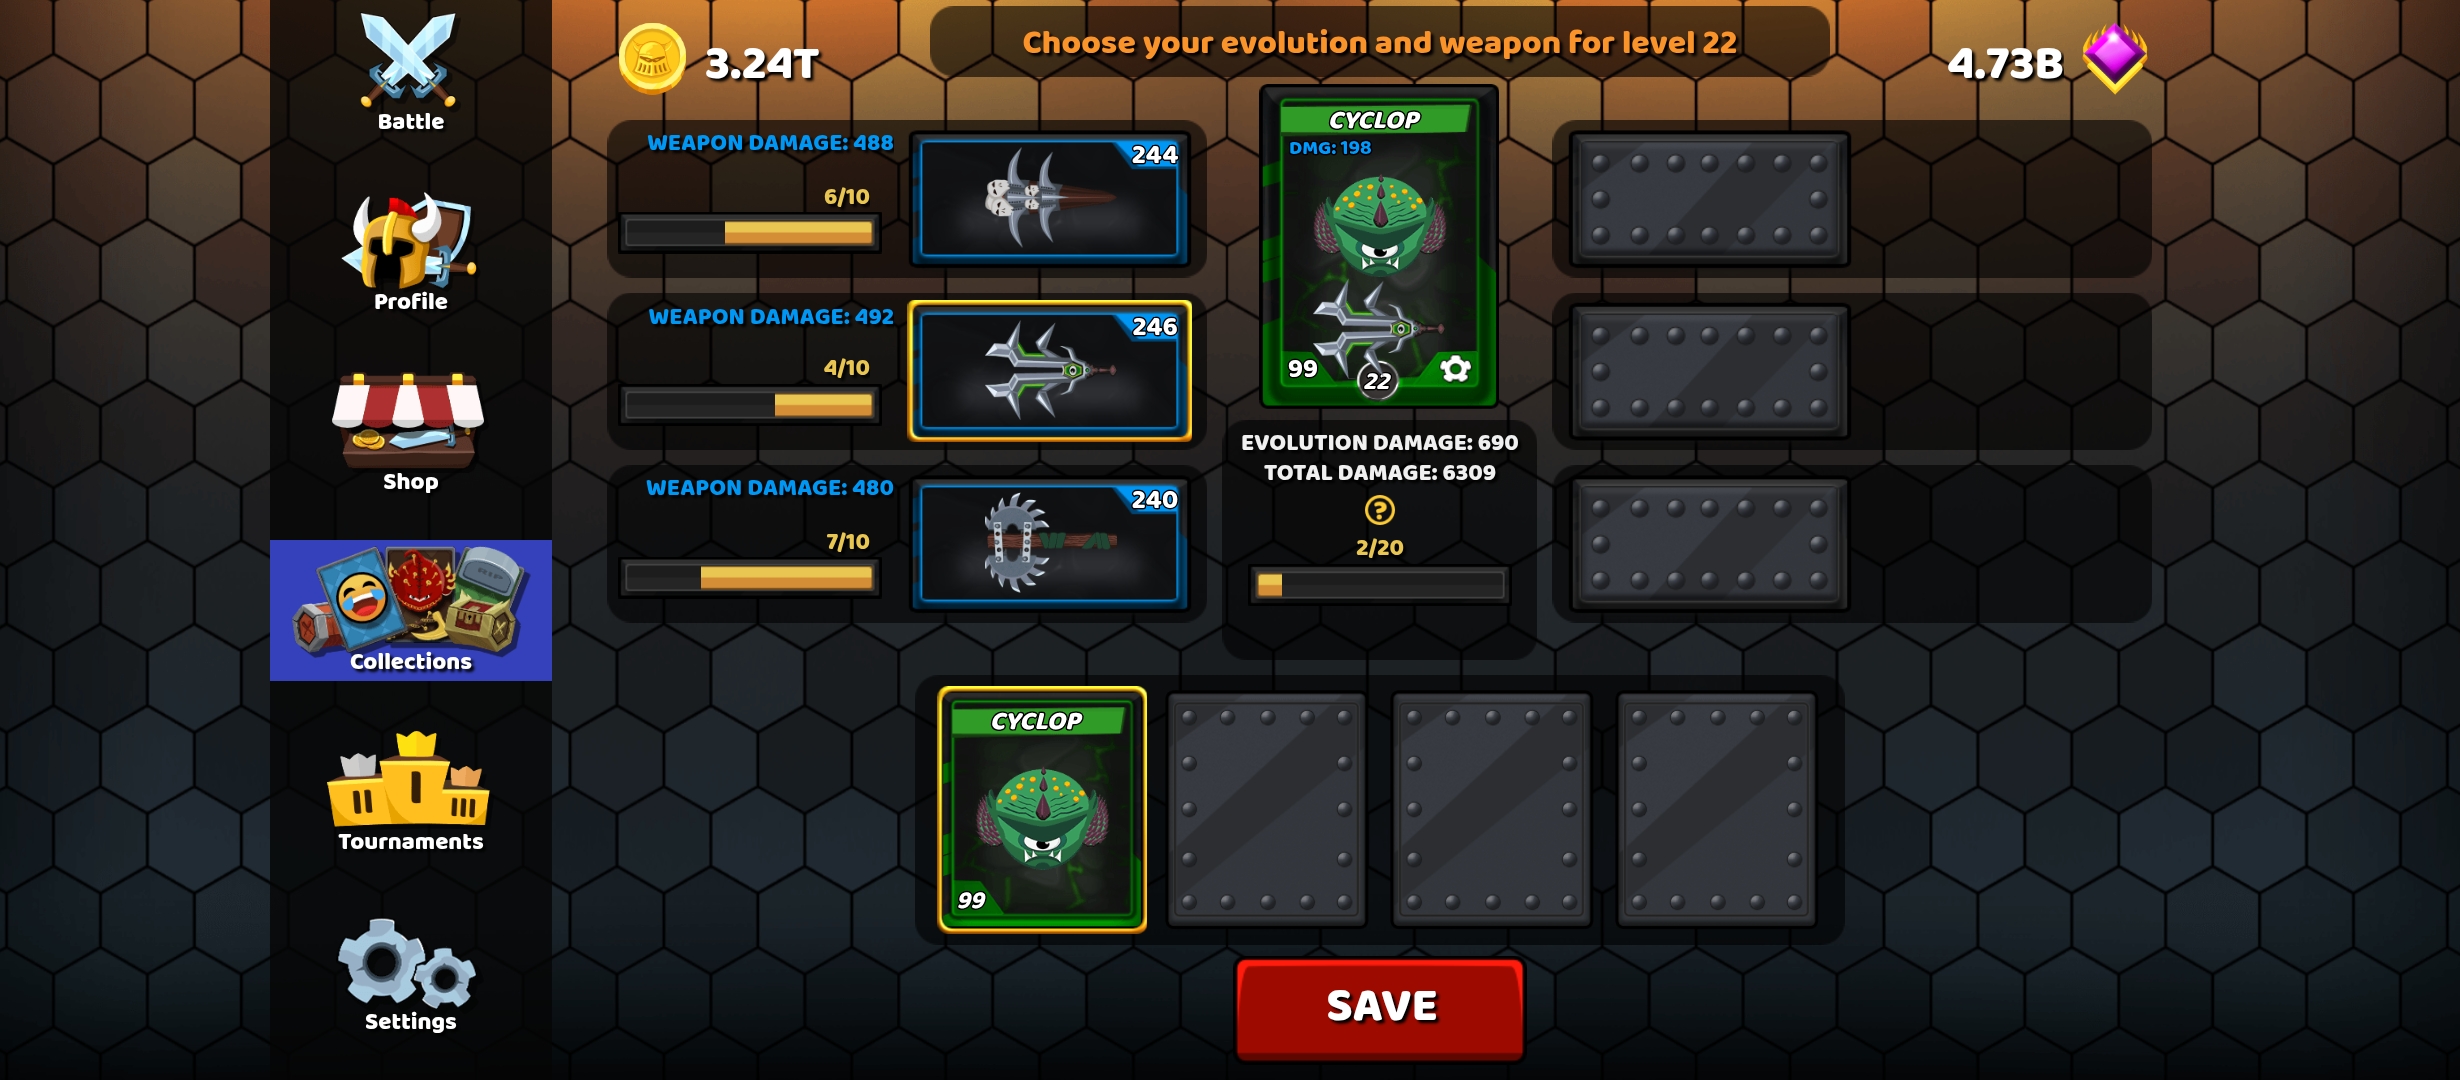 Battle
Profile
Shop
Collections
Tournaments
Settings
3.24T
Choose your evolution and weapon for level 22
4.73B
WEAPON DAMAGE: 488
244
6/10
WEAPON DAMAGE: 492
246
4/10
WEAPON DAMAGE: 480
240
7/10
CYCLOP
DMG: 198
99
22
EVOLUTION DAMAGE: 690
TOTAL DAMAGE: 6309
?
2/20
CYCLOP
99
SAVE